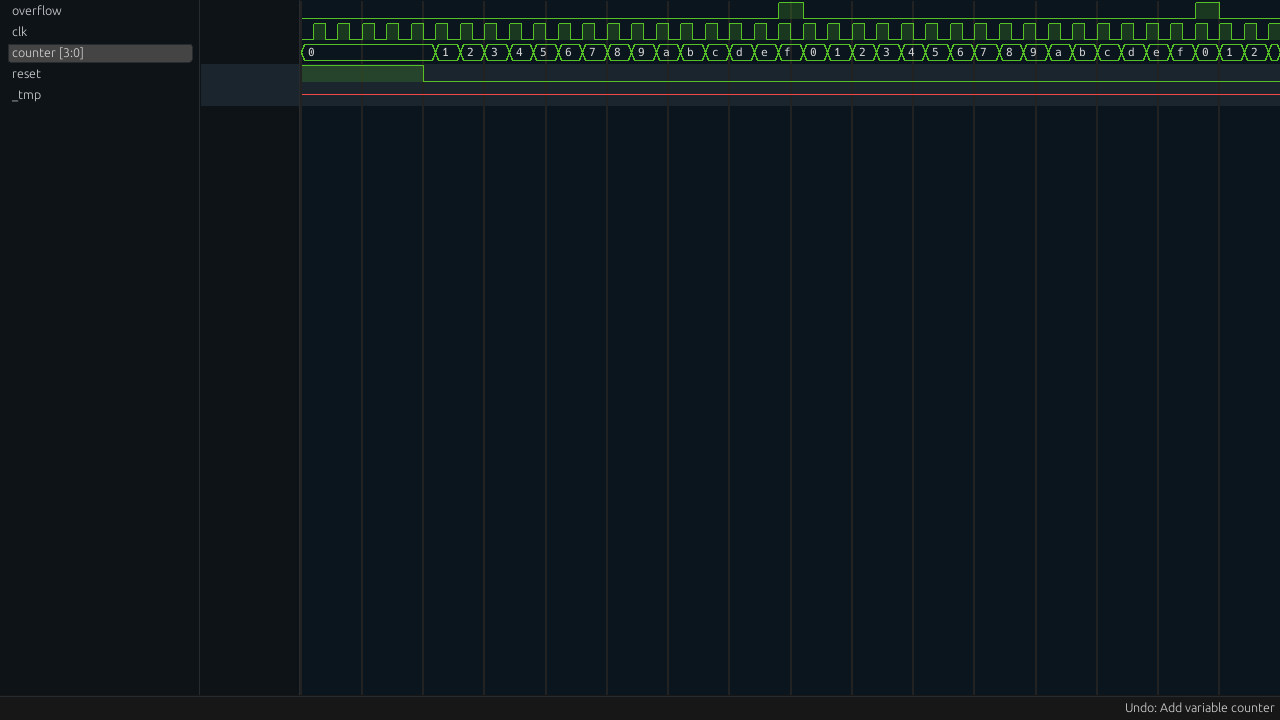 overflow
clk
counter [3:0]
0 1 2 3 4 5 6 7 8 9 a b c d e f 0 1 2 3 4 5 6 7 8 9 a b c d e f 0 1 2
reset
_tmp
Undo: Add variable counter